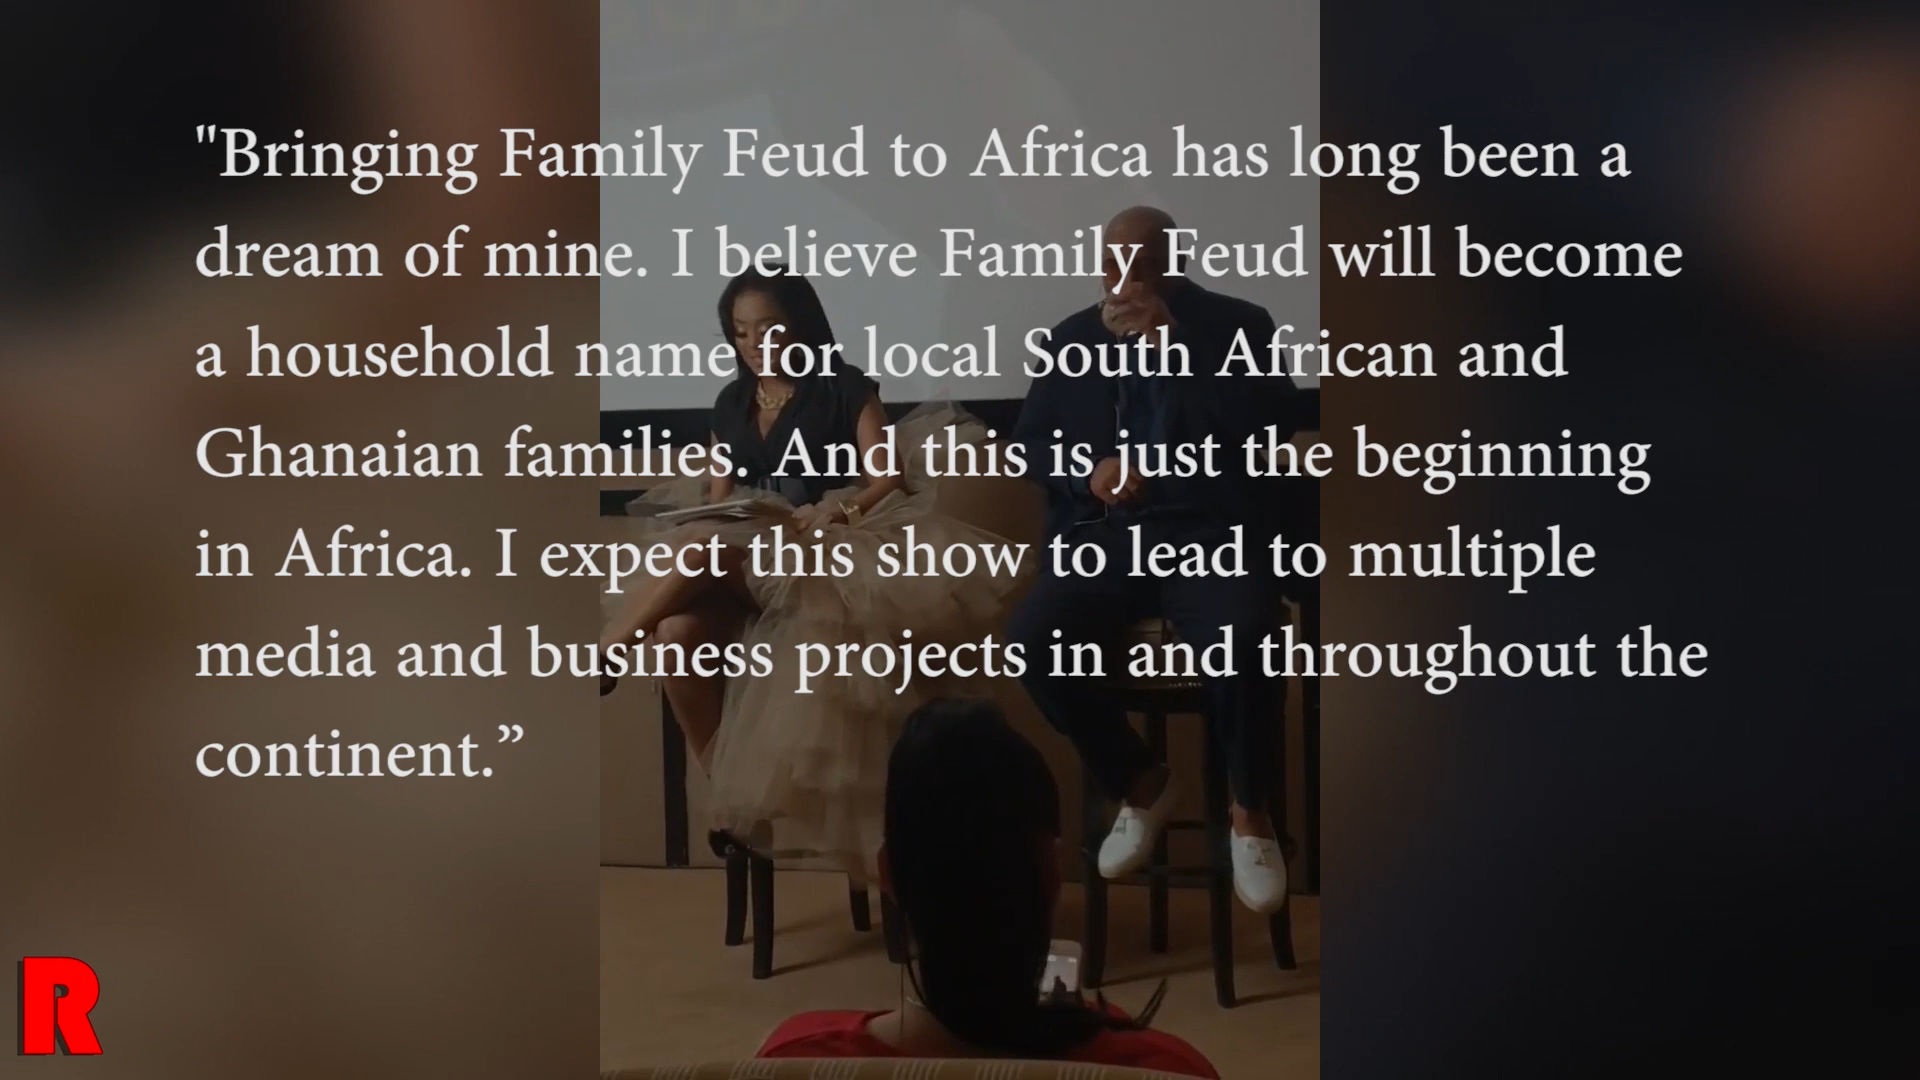 "Bringing Family Feud to Africa has long been a
dream of mine. I believe Family Feud will become
a household name for local South African and
Ghanaian families. And this is just the beginning
in Africa. I expect this show to lead to multiple
media and business projects in and throughout the
continent.”
R